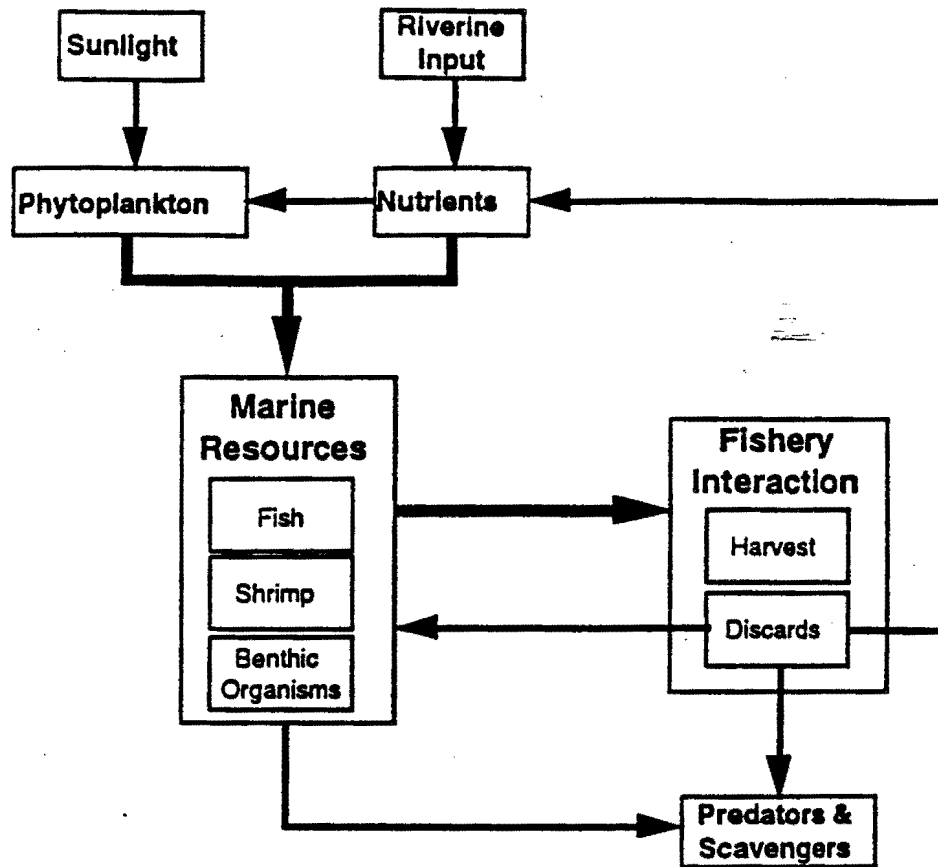 Sunlight
Riverine
Input
Phytoplankton
Nutrients
Marine
Resources
Fish
Shrimp
Benthic
Organisms
Fishery
Interaction
Harvest
Discards
Predators &
Scavengers